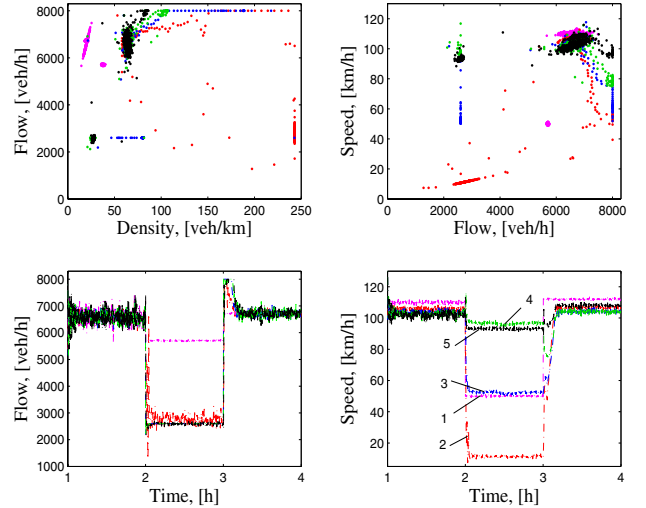 8000
6000
4000
2000
0
Flow, [veh/h]
0 50 100 150 200 250
Density, [veh/km]
120
100
80
60
40
20
0
Speed, [km/h]
0 2000 4000 6000 8000
Flow, [veh/h]
8000
7000
6000
5000
4000
3000
2000
1000
Flow, [veh/h]
1 2 3 4
Time, [h]
120
100
80
60
40
20
Speed, [km/h]
4
5
3
1
2
1 2 3 4
Time, [h]